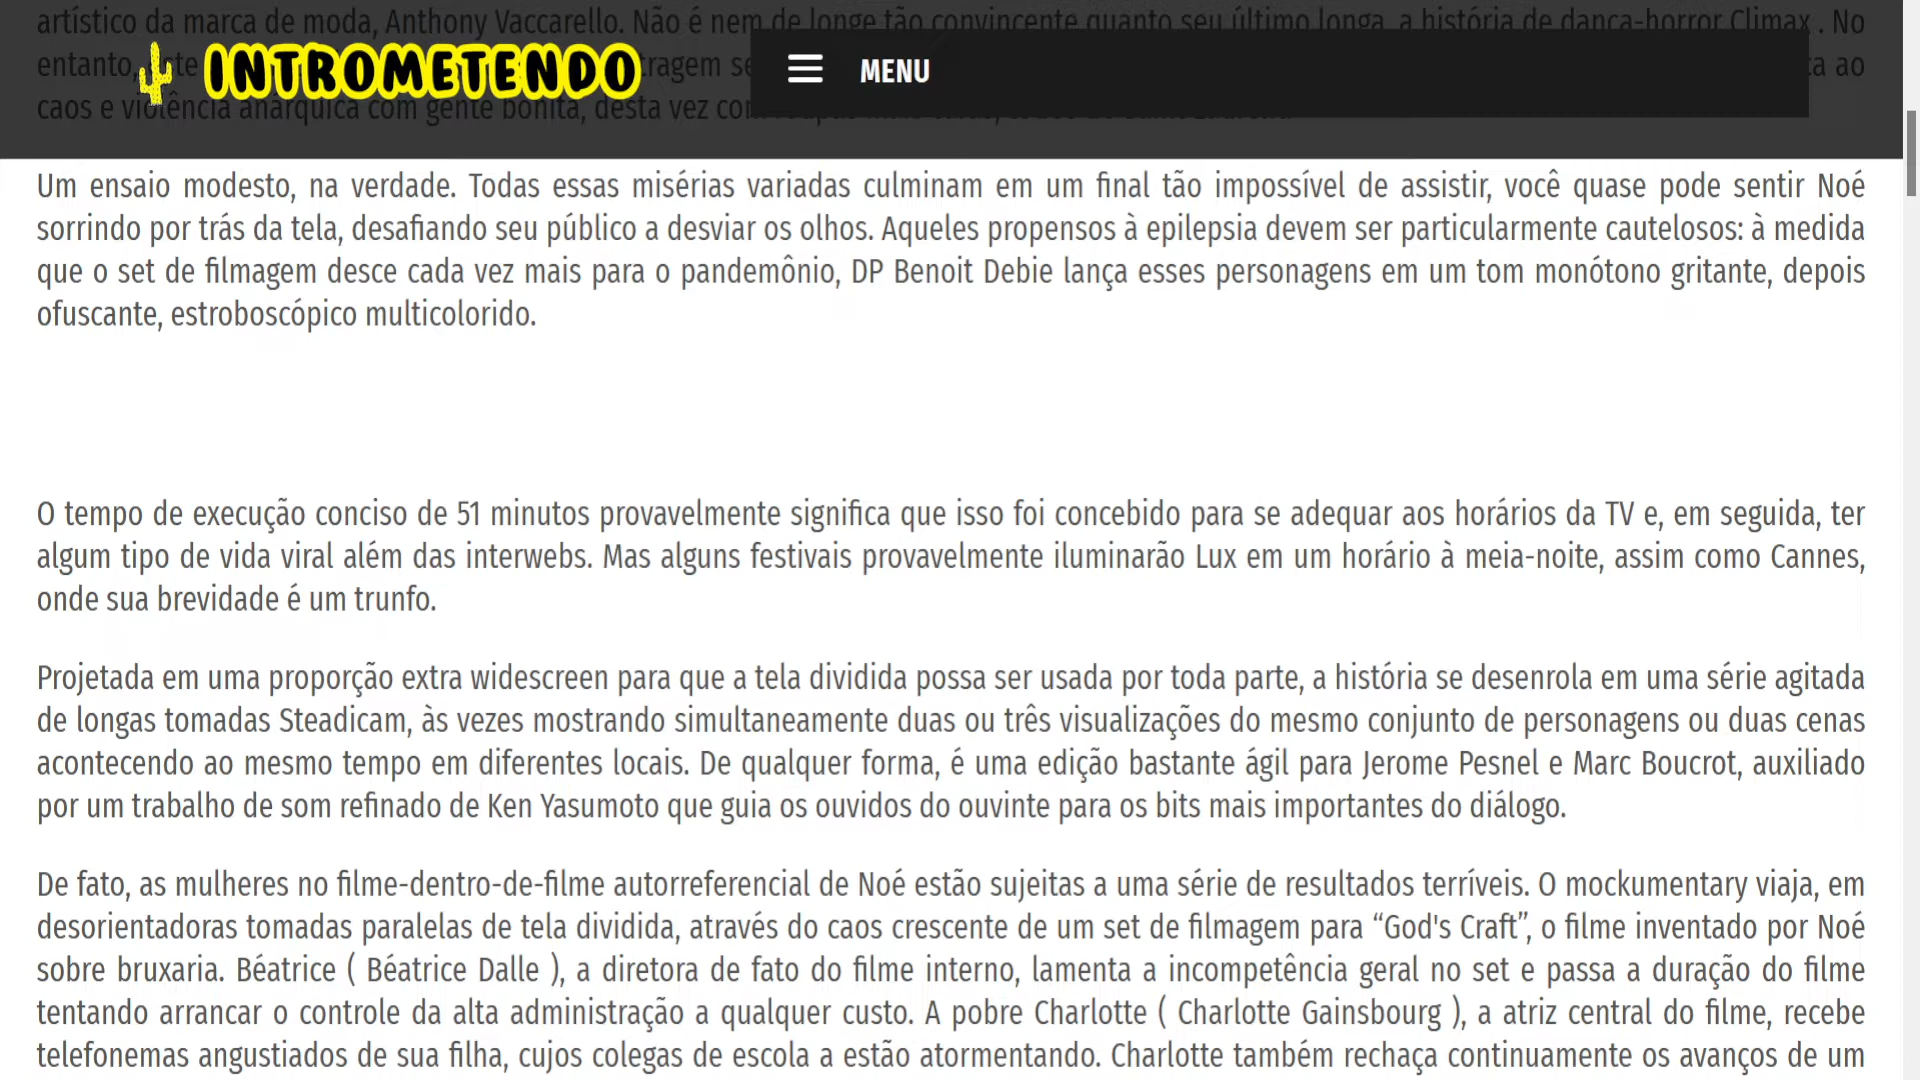 artístico da marca de moda, Anthony Vaccarello. Não é nem de longe tão convincente quanto seu último longa, a história de dança-horror Climax . No
entanto,
tragem
ta ao
caos e violência anárquica com gente bonita, desta vez com
INTROMETENDO
MENU
Um ensaio modesto, na verdade. Todas essas misérias variadas culminam em um final tão impossível de assistir, você quase pode sentir Noé
sorrindo por trás da tela, desafiando seu público a desviar os olhos. Aqueles propensos à epilepsia devem ser particularmente cautelosos: à medida
que o set de filmagem desce cada vez mais para o pandemônio, DP Benoit Debie lança esses personagens em um tom monótono gritante, depois
ofuscante, estroboscópico multicolorido.
O tempo de execução conciso de 51 minutos provavelmente significa que isso foi concebido para se adequar aos horários da TV e, em seguida, ter
algum tipo de vida viral além das interwebs. Mas alguns festivais provavelmente iluminarão Lux em um horário à meia-noite, assim como Cannes,
onde sua brevidade é um trunfo.
Projetada em uma proporção extra widescreen para que a tela dividida possa ser usada por toda parte, a história se desenrola em uma série agitada
de longas tomadas Steadicam, às vezes mostrando simultaneamente duas ou três visualizações do mesmo conjunto de personagens ou duas cenas
acontecendo ao mesmo tempo em diferentes locais. De qualquer forma, é uma edição bastante ágil para Jerome Pesnel e Marc Boucrot, auxiliado
por um trabalho de som refinado de Ken Yasumoto que guia os ouvidos do ouvinte para os bits mais importantes do diálogo.
De fato, as mulheres no filme-dentro-de-filme autorreferencial de Noé estão sujeitas a uma série de resultados terríveis. O mockumentary viaja, em
desorientadoras tomadas paralelas de tela dividida, através do caos crescente de um set de filmagem para “God's Craft”, o filme inventado por Noé
sobre bruxaria. Béatrice ( Béatrice Dalle ), a diretora de fato do filme interno, lamenta a incompetência geral no set e passa a duração do filme
tentando arrancar o controle da alta administração a qualquer custo. A pobre Charlotte ( Charlotte Gainsbourg ), a atriz central do filme, recebe
telefonemas angustiados de sua filha, cujos colegas de escola a estão atormentando. Charlotte também rechaça continuamente os avanços de um